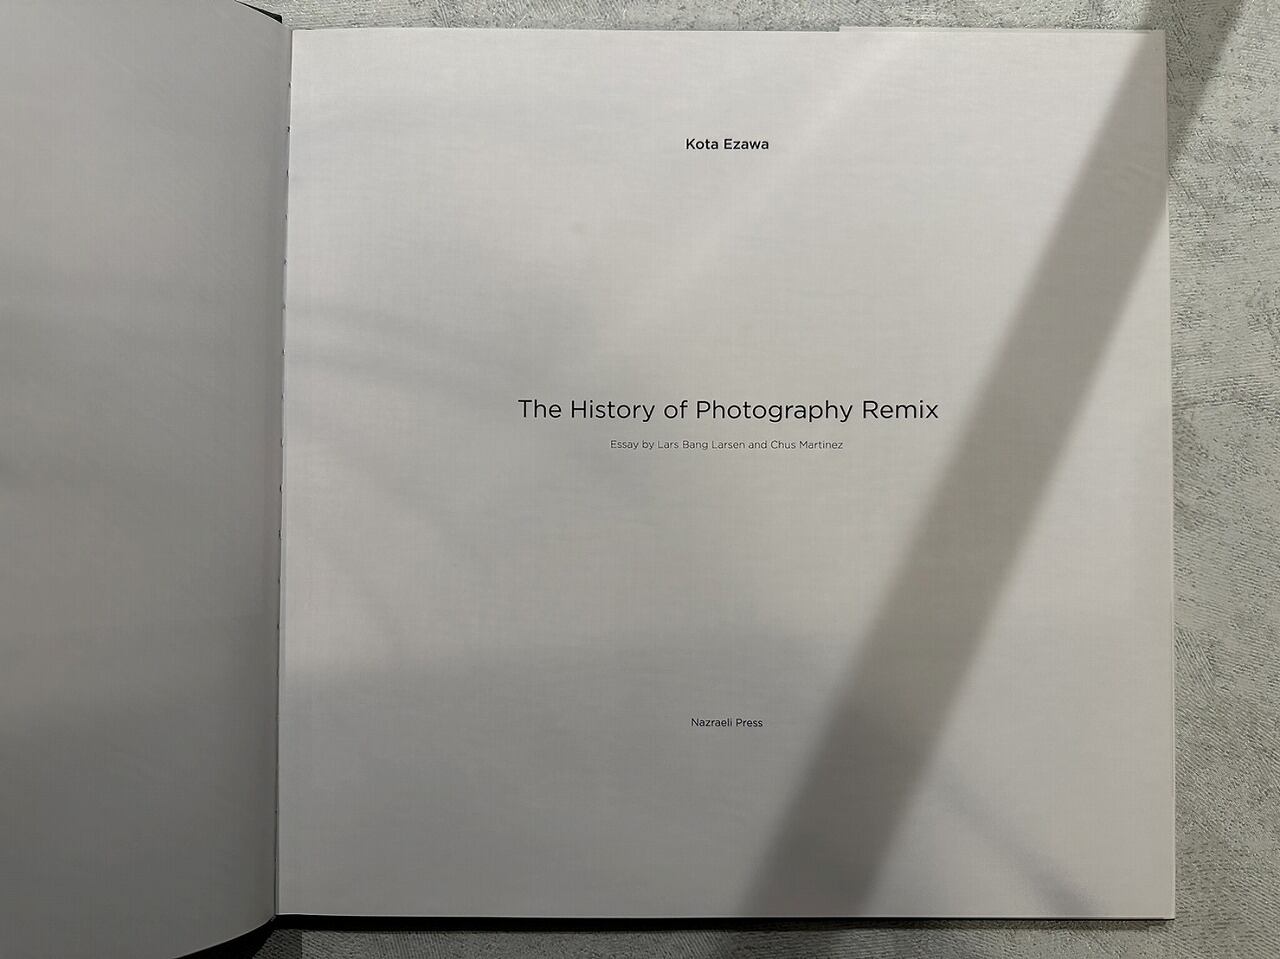 Kota Ezawa
The History of Photography Remix
Essay by Lars Bang Larsen and Chus Martinez
Nazraeli Press